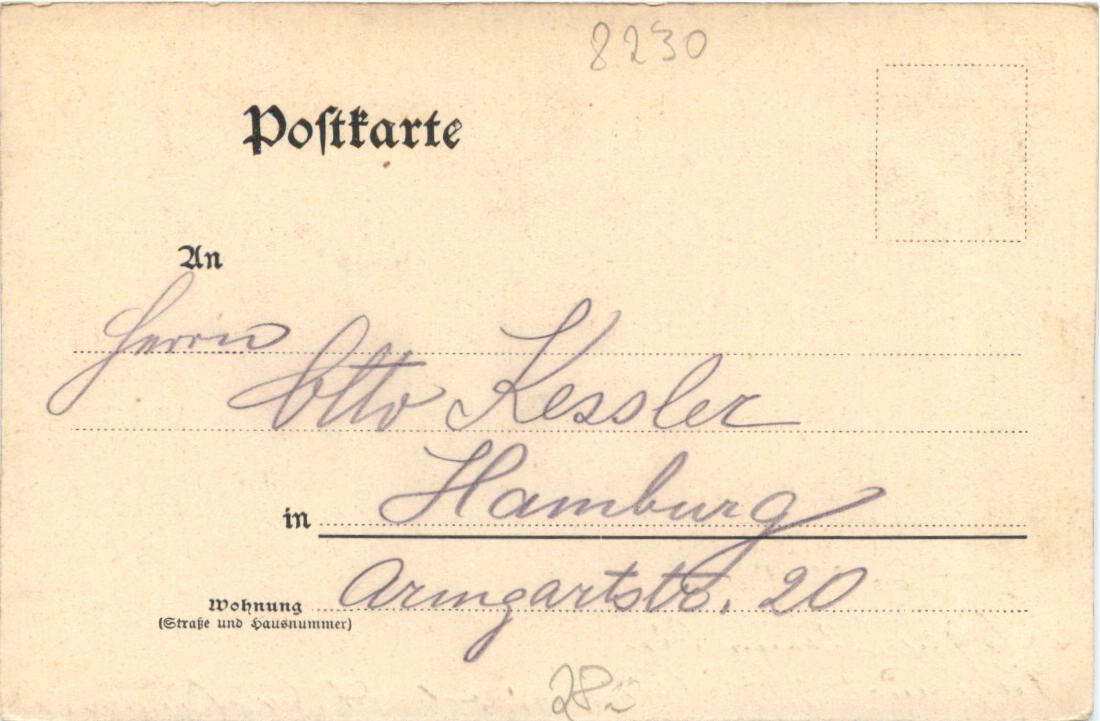 8230
Postkarte
An
Herrn
Otto Kessler
in Hamburg
Wohnung Armgartstr. 20
(Straße und Hausnummer)